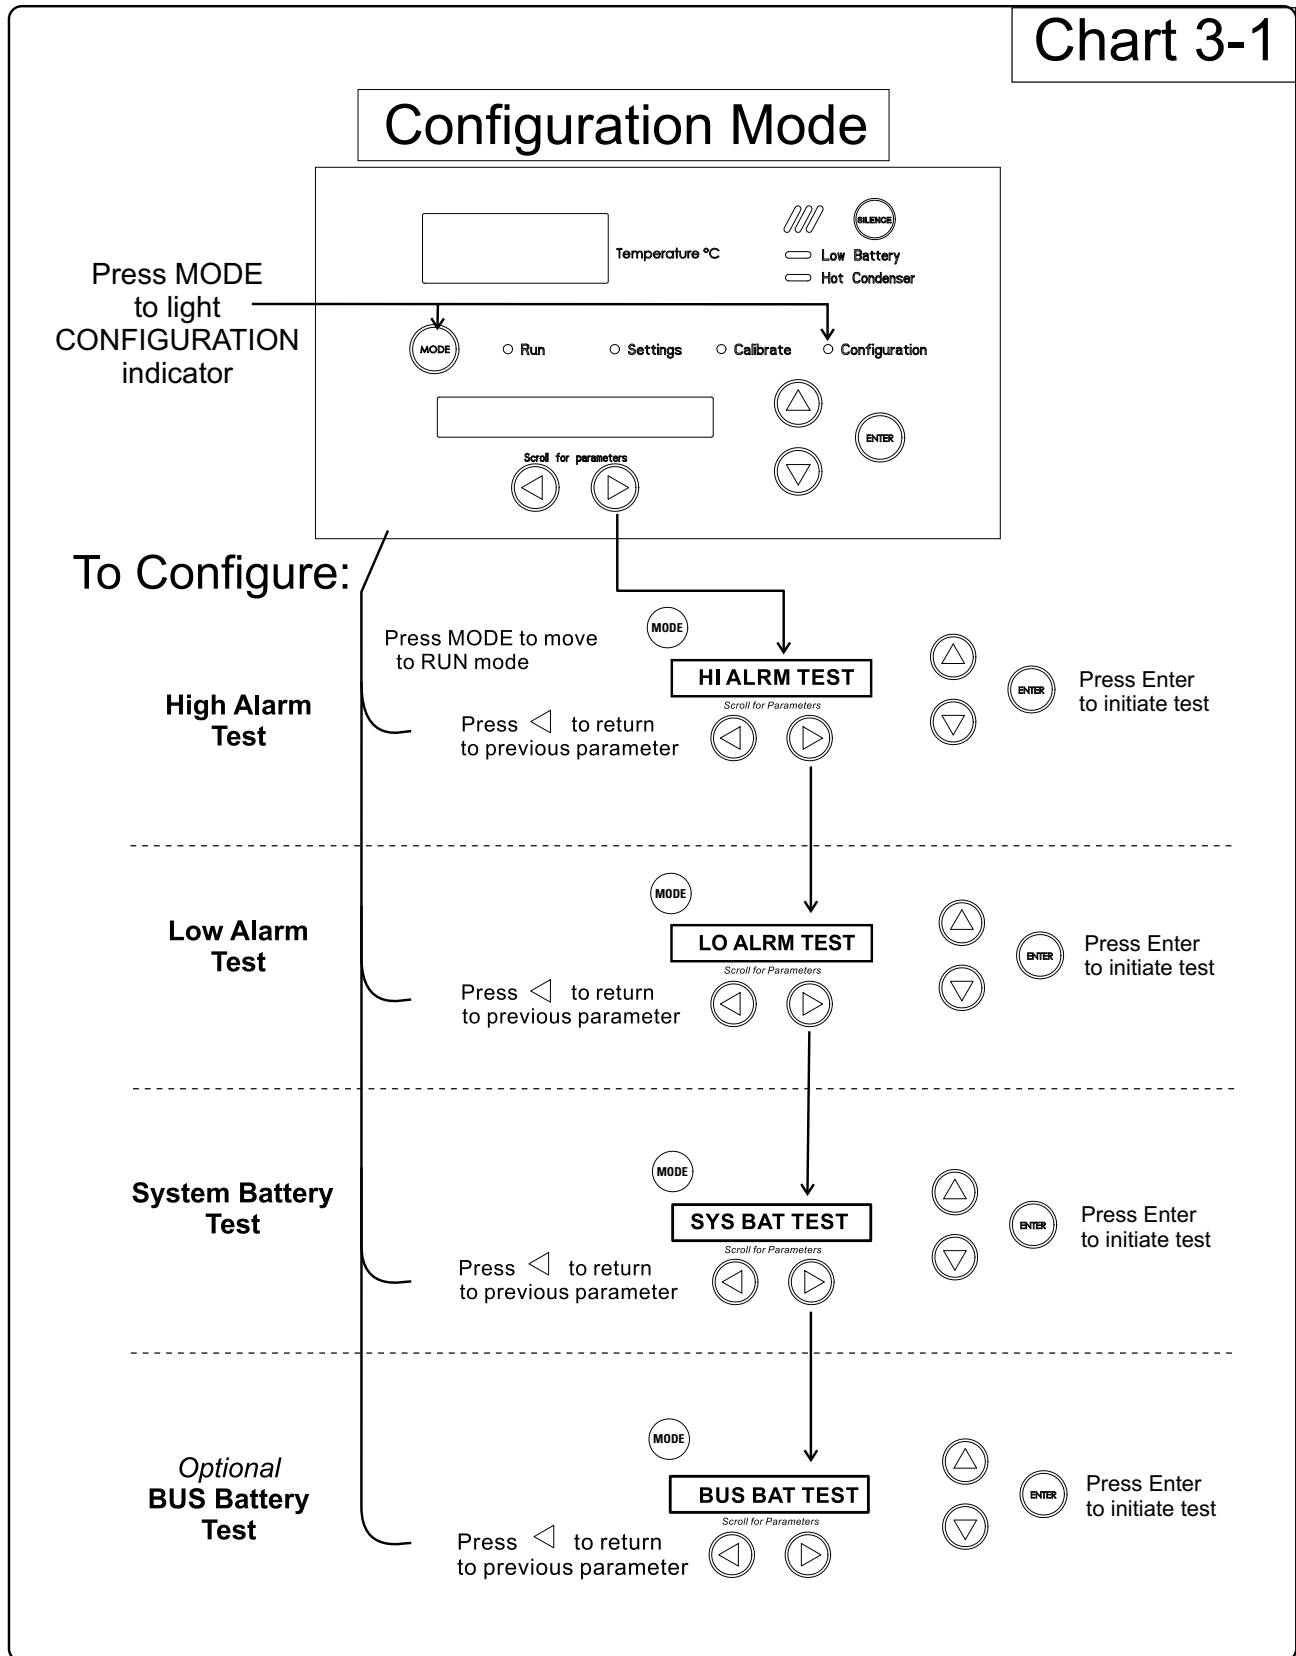 Chart 3-1
Configuration Mode
SILENCE
Temperature °C
Low Battery
Hot Condenser
Press MODE
to light
CONFIGURATION
indicator
MODE
Run
Settings
Calibrate
Configuration
ENTER
Scroll for parameters
To Configure:
Press MODE to move
to RUN mode
MODE
HI ALRM TEST
Scroll for Parameters
High Alarm
Test
Press ◁ to return
to previous parameter
ENTER
Press Enter
to initiate test
MODE
Low Alarm
Test
LO ALRM TEST
Scroll for Parameters
Press ◁ to return
to previous parameter
ENTER
Press Enter
to initiate test
MODE
System Battery
Test
SYS BAT TEST
Scroll for Parameters
Press ◁ to return
to previous parameter
ENTER
Press Enter
to initiate test
MODE
Optional
BUS Battery
Test
BUS BAT TEST
Scroll for Parameters
Press ◁ to return
to previous parameter
ENTER
Press Enter
to initiate test